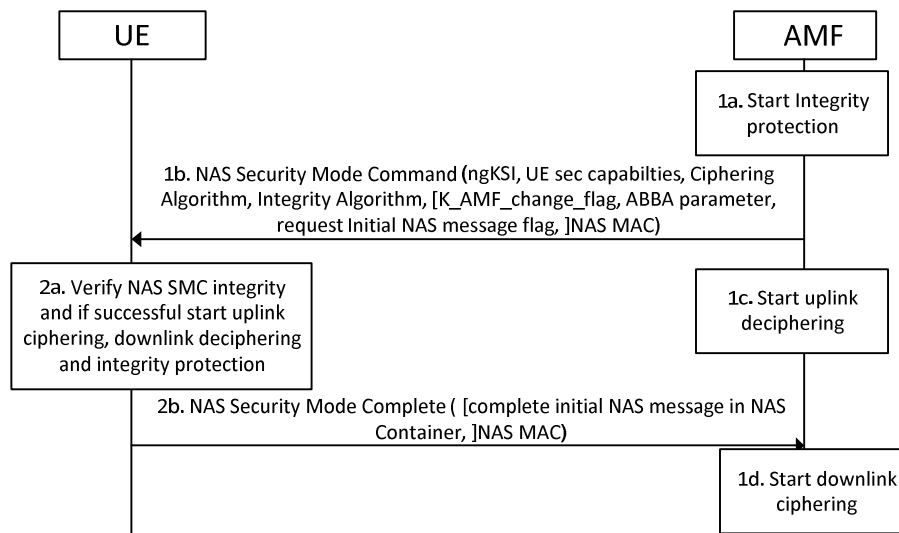 UE
AMF
1a. Start Integrity
protection
1b. NAS Security Mode Command (ngKSI, UE sec capabilties, Ciphering
Algorithm, Integrity Algorithm, [K_AMF_change_flag, ABBA parameter,
request Initial NAS message flag, ]NAS MAC)
2a. Verify NAS SMC integrity
and if successful start uplink
ciphering, downlink deciphering
and integrity protection
1c. Start uplink
deciphering
2b. NAS Security Mode Complete ( [complete initial NAS message in NAS
Container, ]NAS MAC)
1d. Start downlink
ciphering